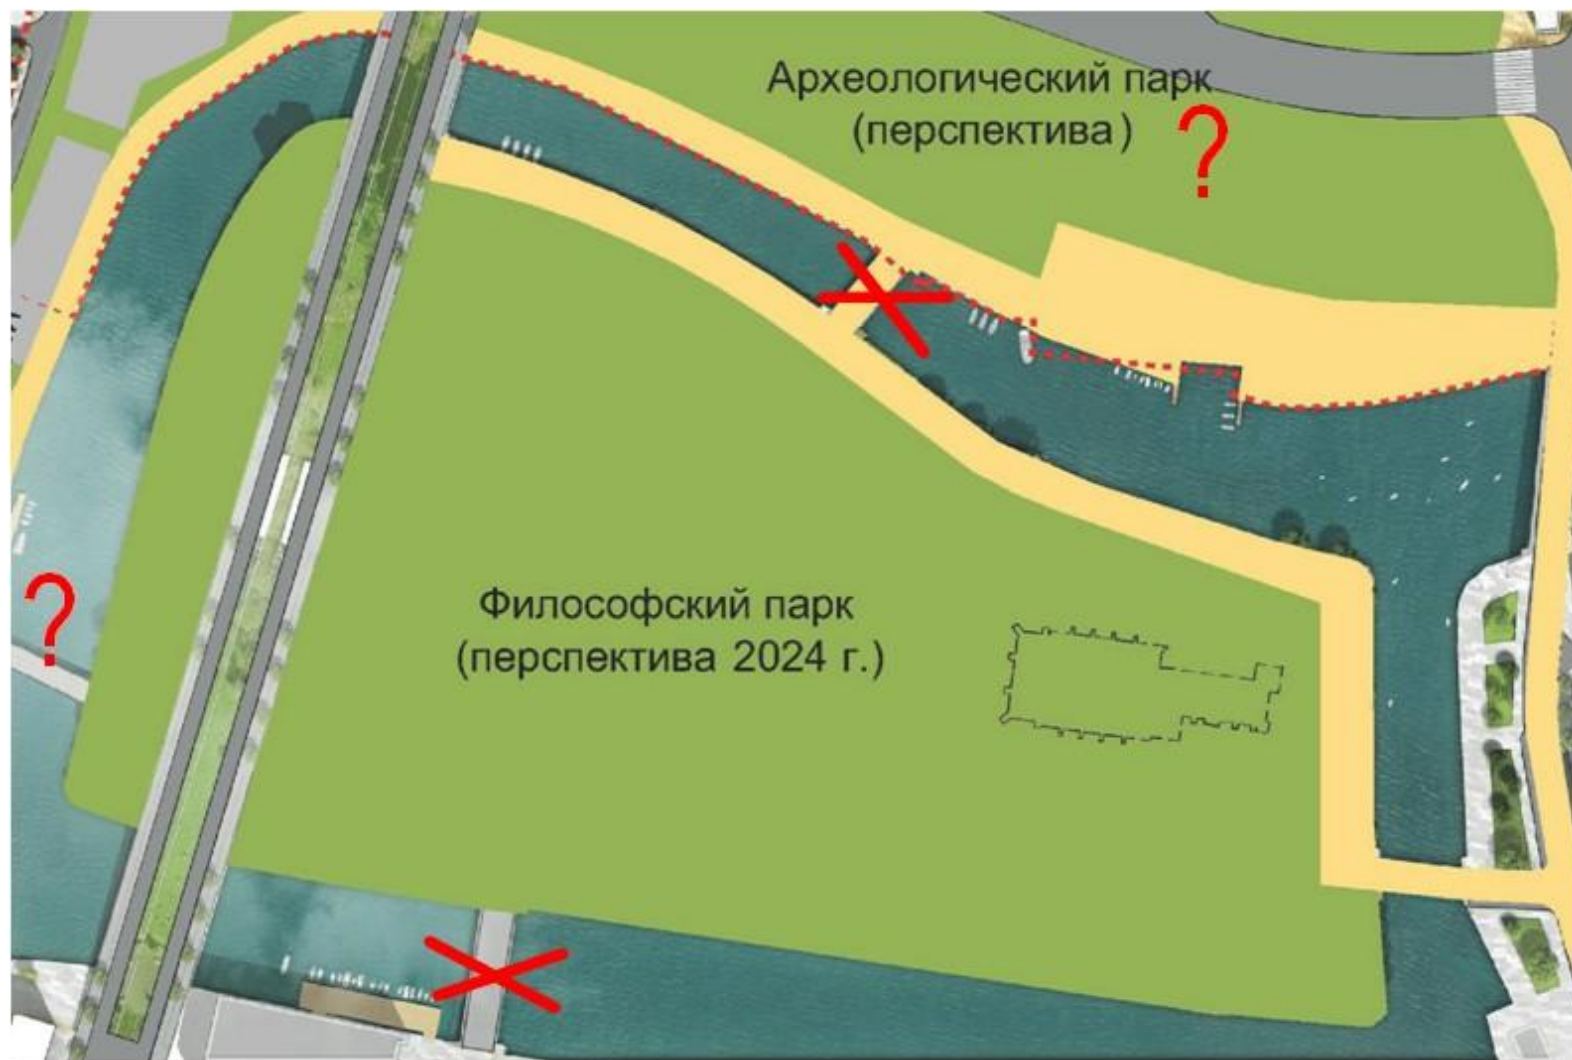 Археологический парк
(перспектива)
?
?
Философский парк
(перспектива 2024 г.)